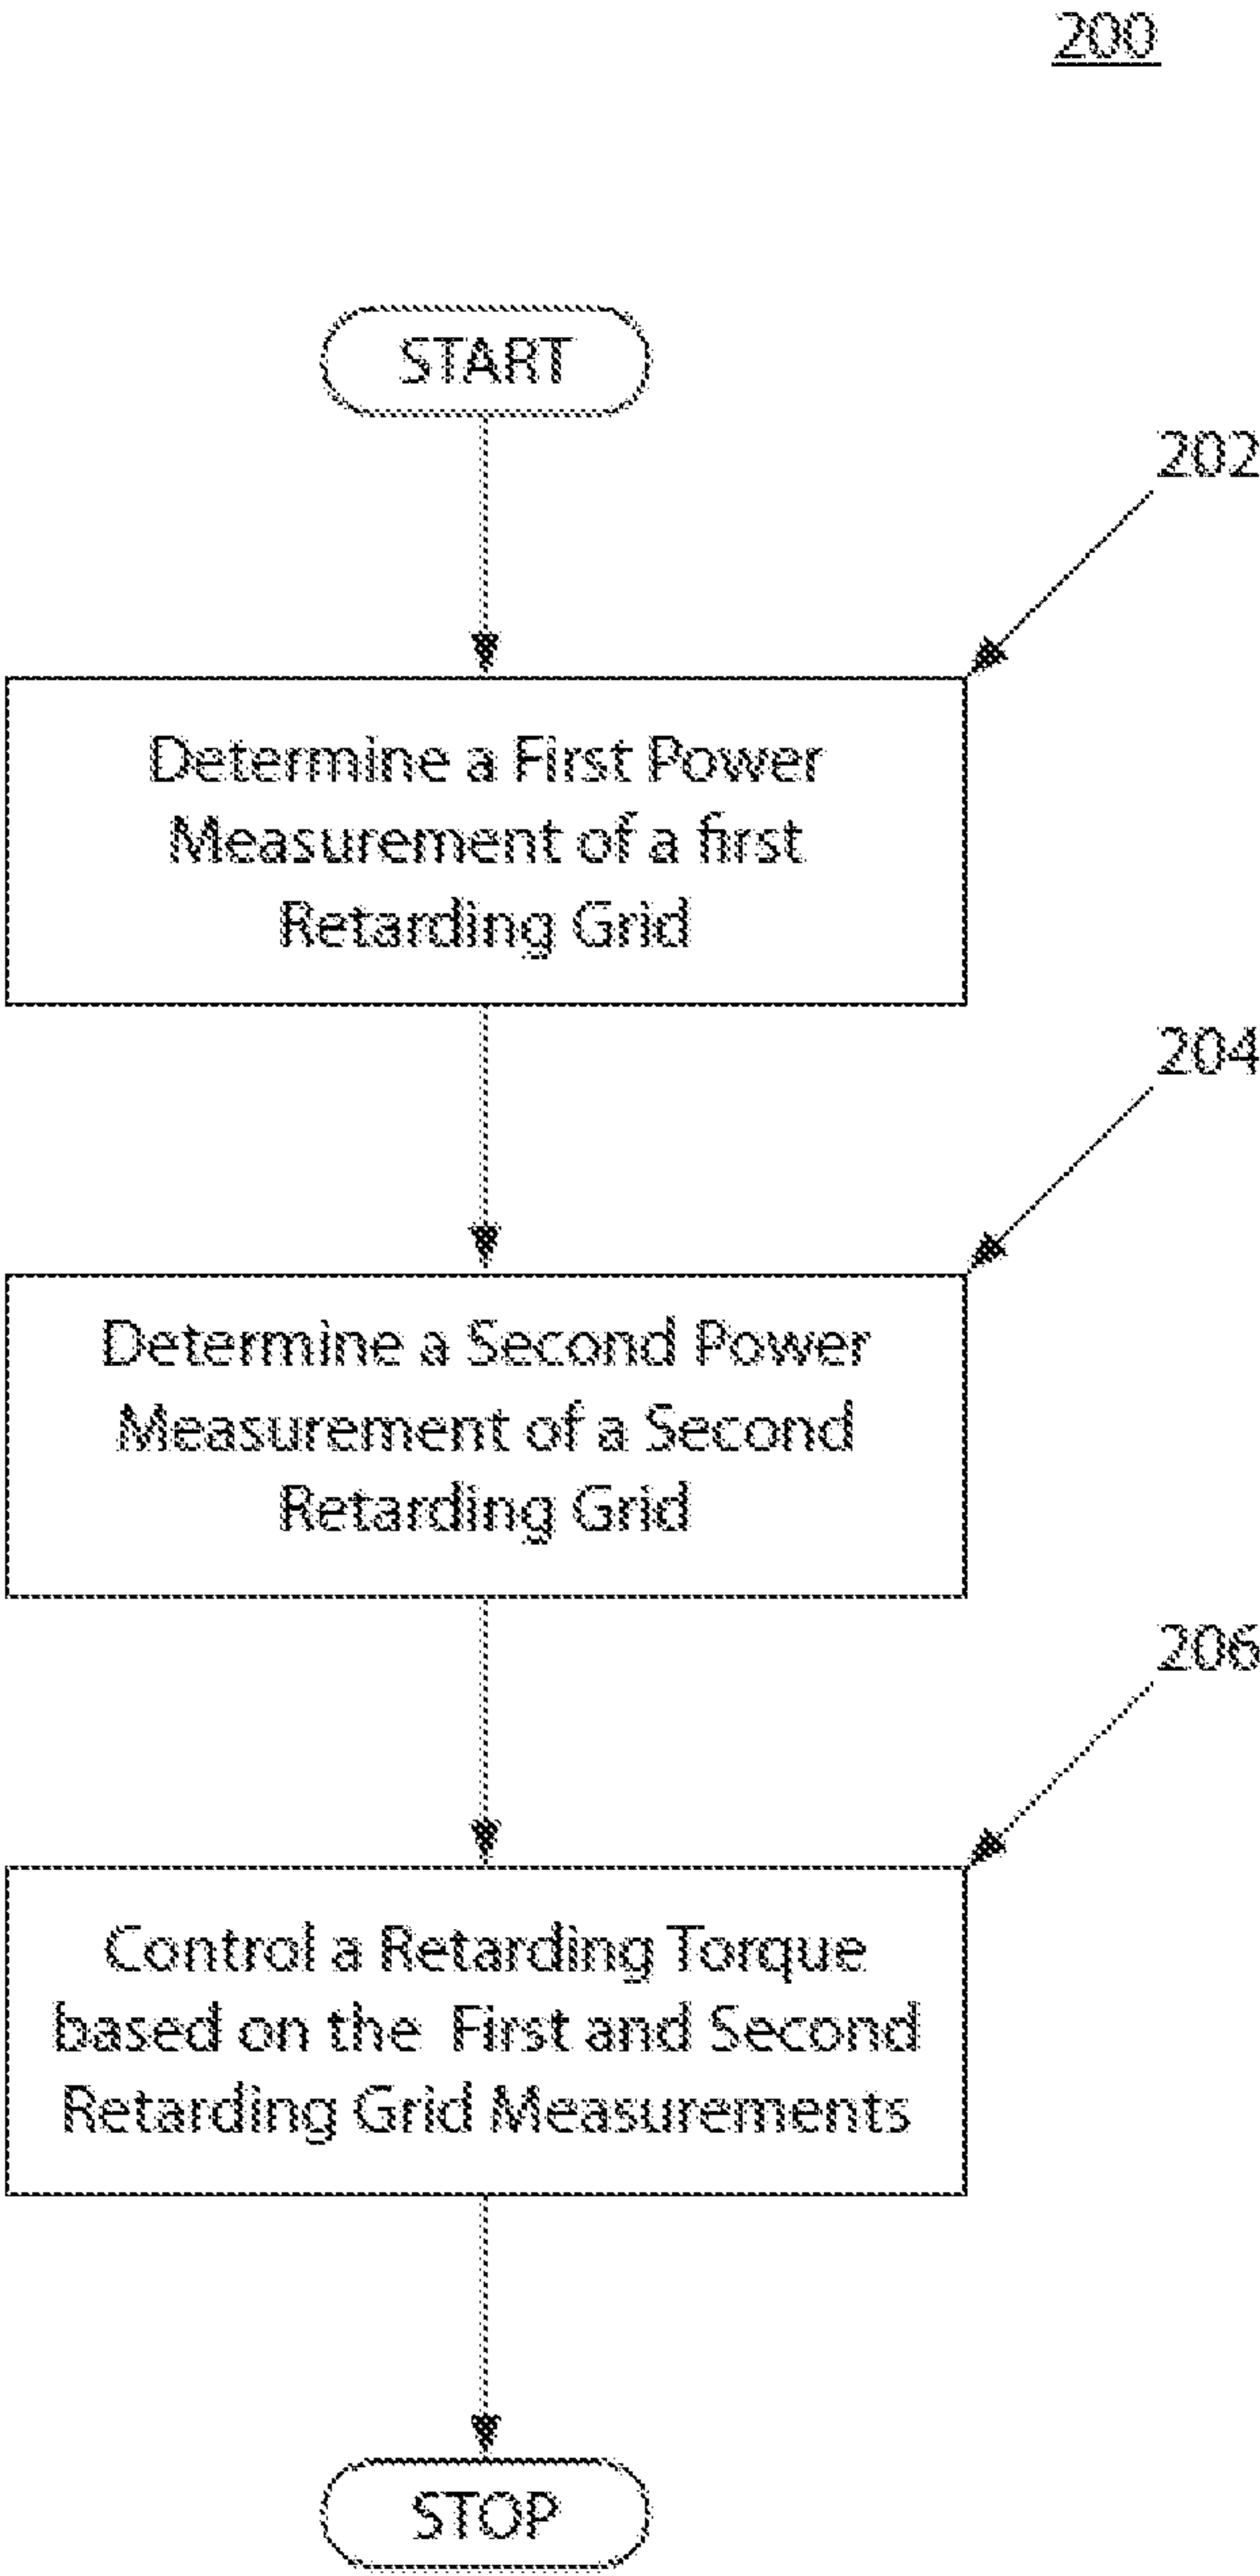 200
START
202
Determine a First Power
Measurement of a first
Retarding Grid
204
Determine a Second Power
Measurement of a Second
Retarding Grid
206
Control a Retarding Torque
based on the First and Second
Retarding Grid Measurements
STOP